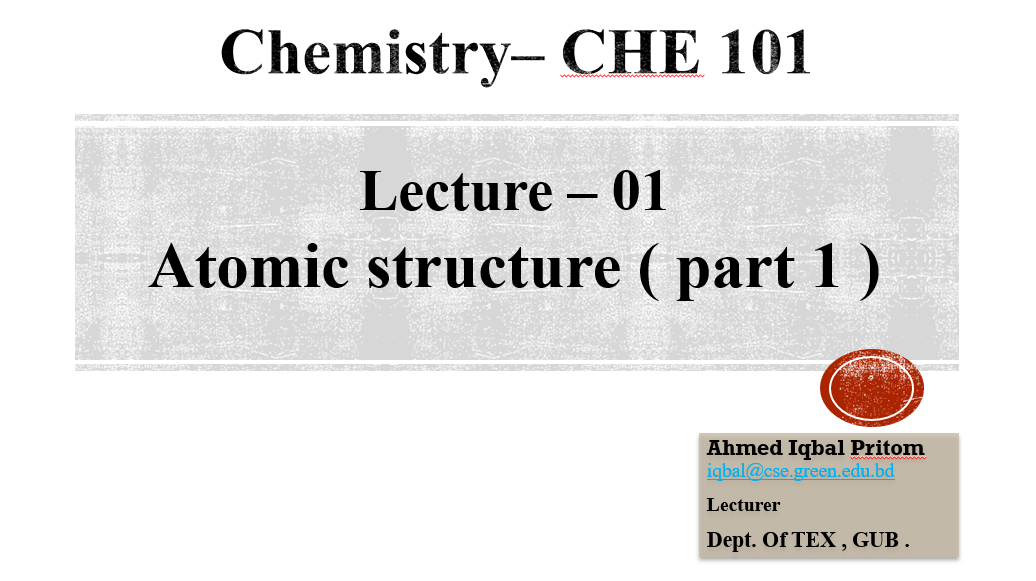 Chemistry– CHE 101
Lecture – 01
Atomic structure ( part 1 )
Ahmed Iqbal Pritom
iqbal@cse.green.edu.bd
Lecturer
Dept. Of TEX , GUB .